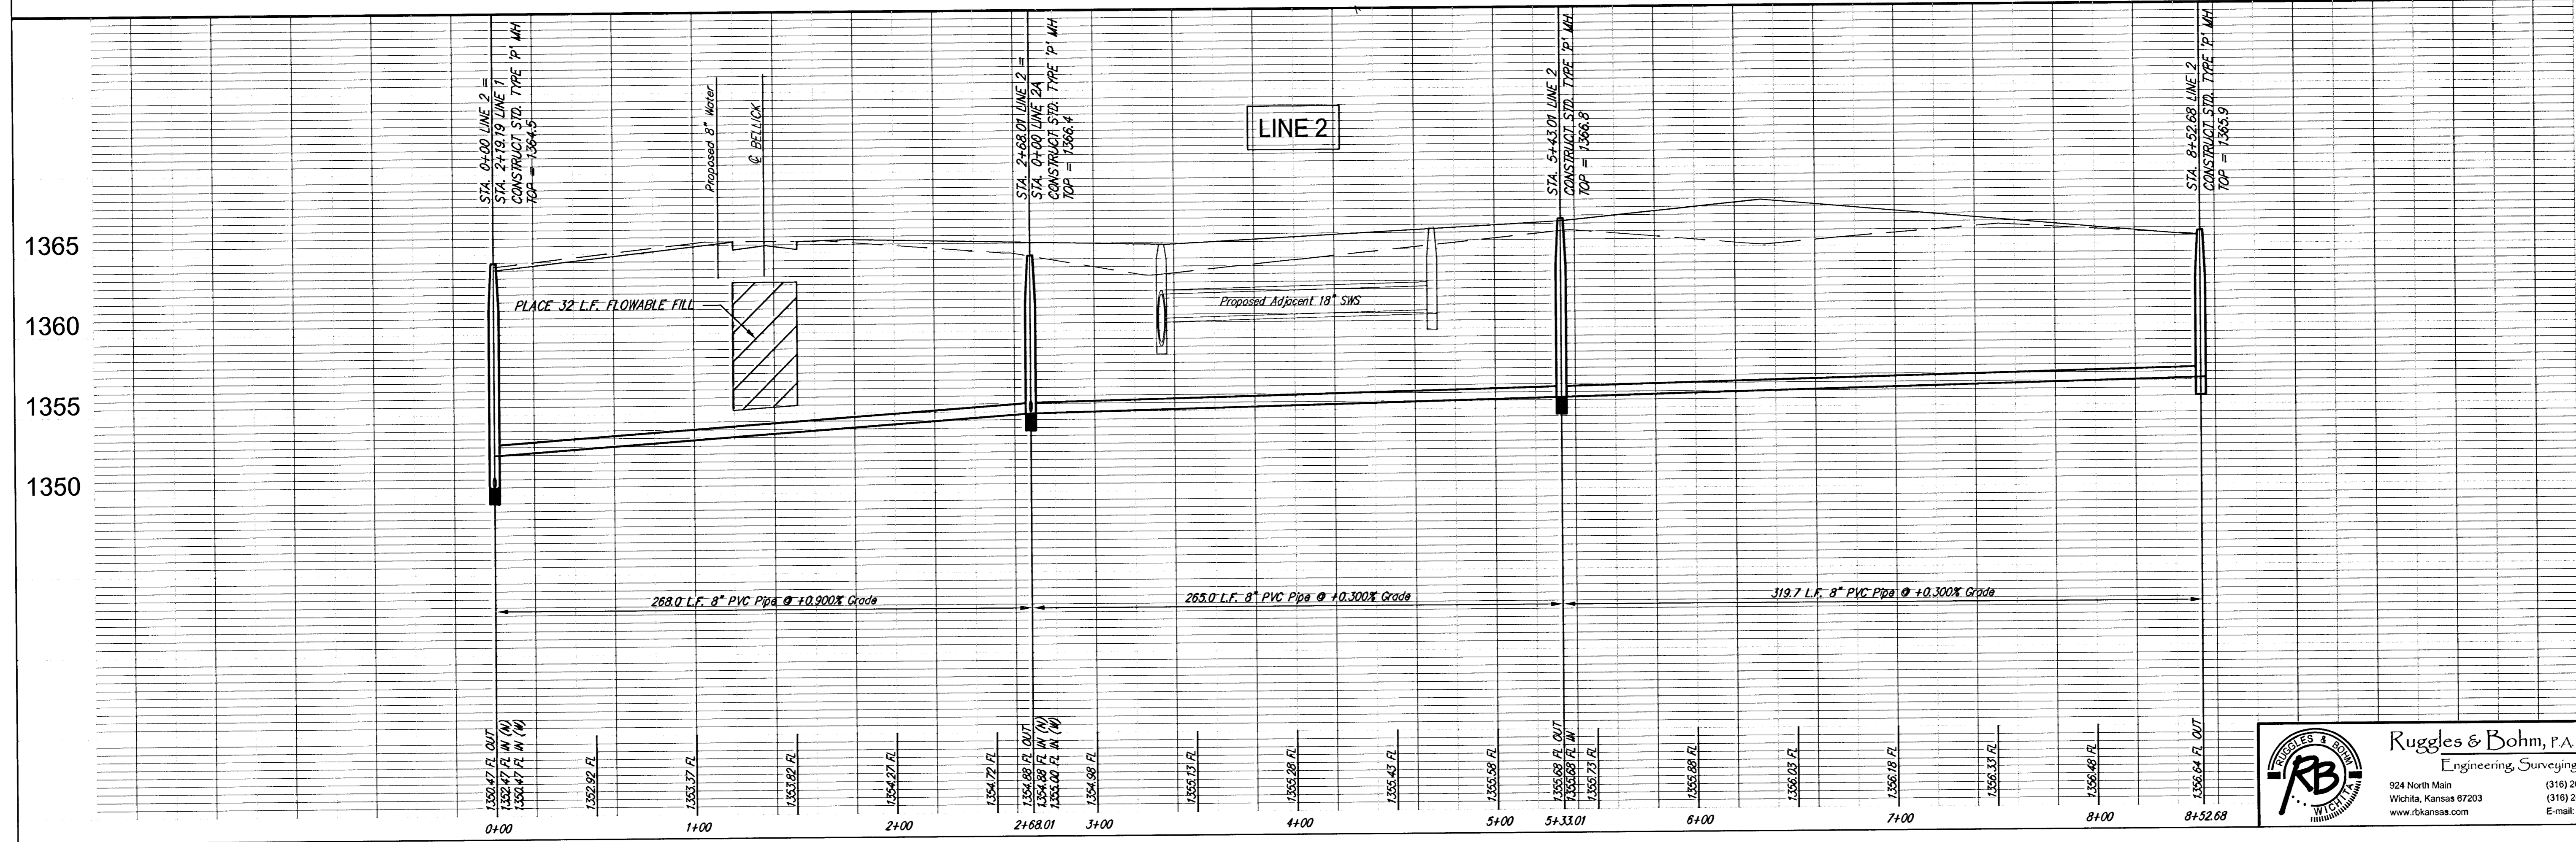 STA. 0+00 LINE 2 =
STA. 2+19.19 LINE 1
CONSTRUCT STD. TYPE 'P' MH
TOP = 1364.5
Proposed 8" Water
℄ BELLICK
STA. 2+68.01 LINE 2 =
STA. 0+00 LINE 2A
CONSTRUCT STD. TYPE 'P' MH
TOP = 1366.4
LINE 2
STA. 5+43.01 LINE 2
CONSTRUCT STD. TYPE 'P' MH
TOP = 1366.8
STA. 8+52.68 LINE 2
CONSTRUCT STD. TYPE 'P' MH
TOP = 1365.9
1365
1360
1355
1350
PLACE 32 L.F. FLOWABLE FILL
Proposed Adjacent 18" SWS
268.0 L.F. 8" PVC Pipe @ +0.900% Grade
265.0 L.F. 8" PVC Pipe @ +0.300% Grade
319.7 L.F. 8" PVC Pipe @ +0.300% Grade
1350.47 FL OUT
1352.47 FL IN (N)
1350.47 FL IN (W)
1352.92 FL
1353.37 FL
1353.82 FL
1354.27 FL
1354.72 FL
1354.88 FL OUT
1354.88 FL IN (N)
1355.00 FL IN (W)
1354.98 FL
1355.13 FL
1355.28 FL
1355.43 FL
1355.58 FL
1355.68 FL OUT
1355.68 FL IN
1355.73 FL
1355.88 FL
1356.03 FL
1356.18 FL
1356.33 FL
1356.48 FL
1356.64 FL OUT
0+00
1+00
2+00
2+68.01
3+00
4+00
5+00
5+33.01
6+00
7+00
8+00
8+52.68
RUGGLES & BOHM
RB
WICHITA
Ruggles & Bohm, P.A.
Engineering, Surveying
924 North Main
Wichita, Kansas 67203
www.rbkansas.com
(316) 2
(316) 2
E-mail: